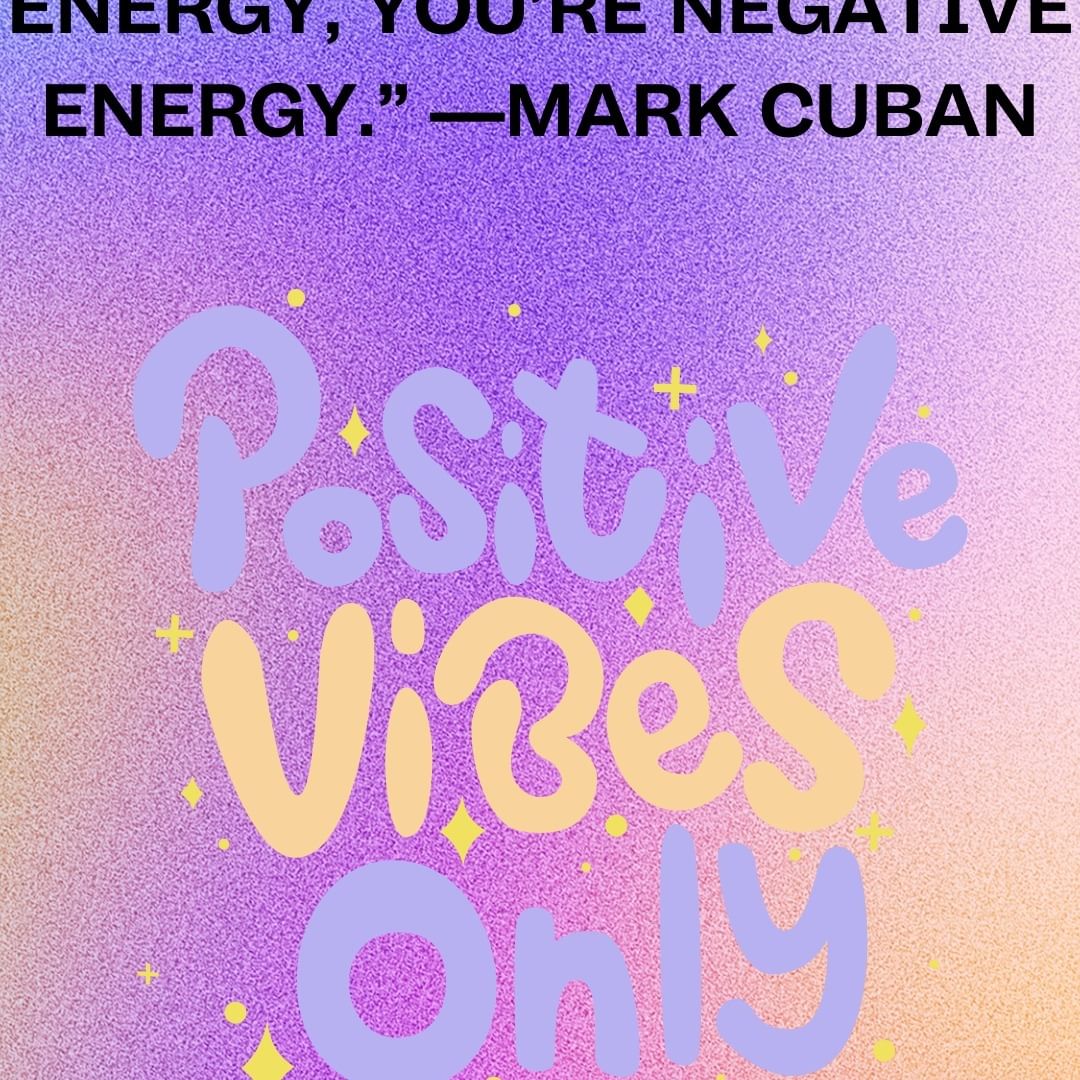 ENERGY, YOU’RE NEGATIVE
ENERGY.” —MARK CUBAN
Positive
ViBeS
Only